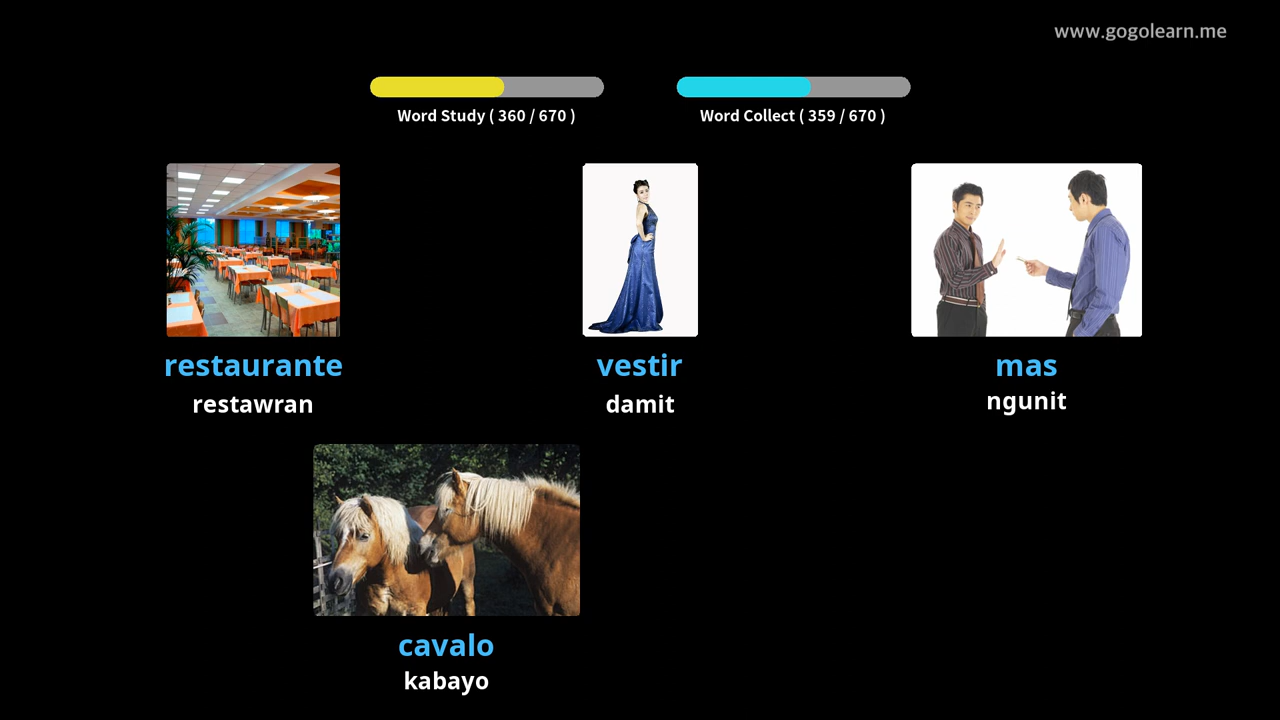 www.gogolearn.me
Word Study ( 360 / 670 )
Word Collect ( 359 / 670 )
restaurante
restawran
vestir
damit
mas
ngunit
cavalo
kabayo